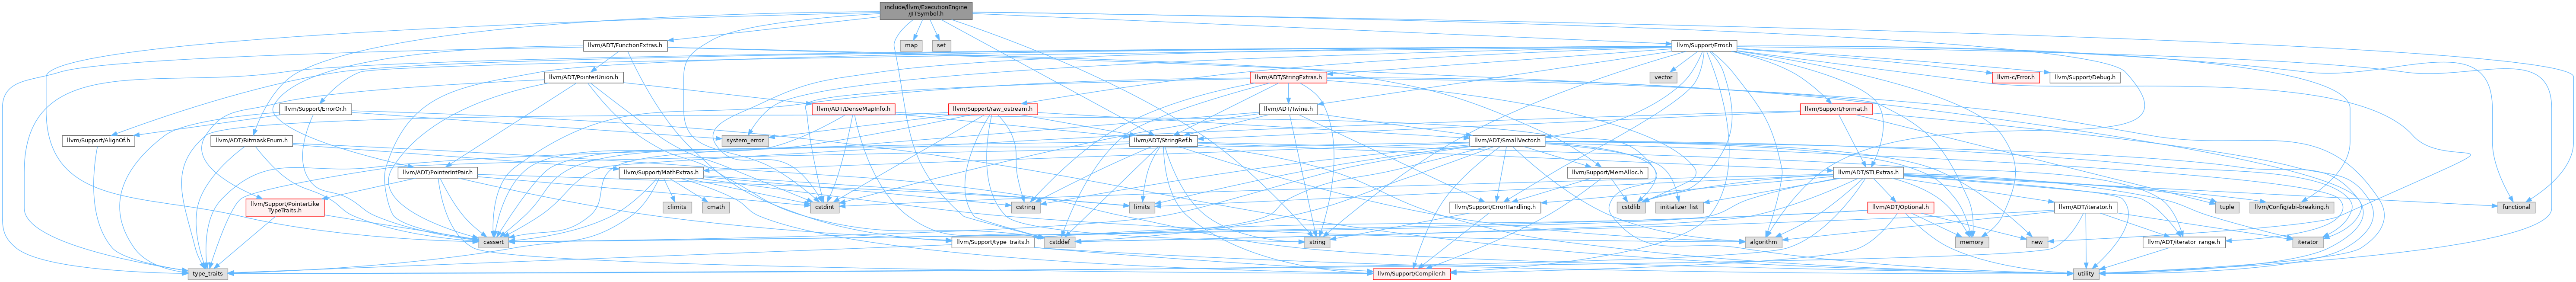 include/llvm/ExecutionEngine
/JITSymbol.h
llvm/ADT/FunctionExtras.h
map
set
llvm/Support/Error.h
llvm/ADT/PointerUnion.h
vector
llvm/ADT/StringExtras.h
llvm-c/Error.h
llvm/Support/Debug.h
llvm/Support/ErrorOr.h
llvm/ADT/DenseMapInfo.h
llvm/Support/raw_ostream.h
llvm/ADT/Twine.h
llvm/Support/Format.h
llvm/Support/AlignOf.h
llvm/ADT/BitmaskEnum.h
system_error
llvm/ADT/StringRef.h
llvm/ADT/SmallVector.h
llvm/ADT/PointerIntPair.h
llvm/Support/MathExtras.h
llvm/Support/MemAlloc.h
llvm/ADT/STLExtras.h
llvm/Support/PointerLike
TypeTraits.h
climits
cmath
cstdint
cstring
limits
llvm/Support/ErrorHandling.h
cstdlib
initializer_list
llvm/ADT/Optional.h
llvm/ADT/iterator.h
tuple
llvm/Config/abi-breaking.h
functional
cassert
llvm/Support/type_traits.h
cstddef
string
algorithm
memory
new
llvm/ADT/iterator_range.h
iterator
type_traits
llvm/Support/Compiler.h
utility